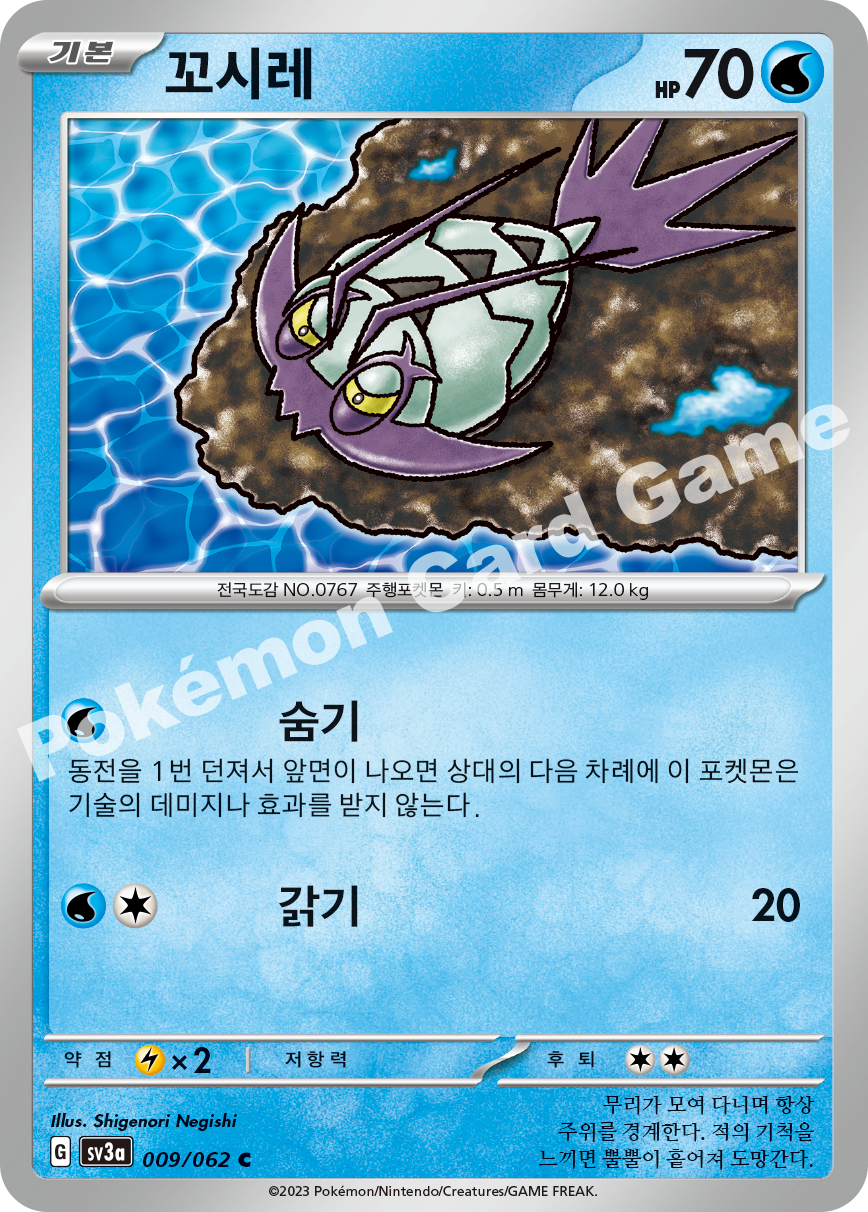 기본 꼬시레 HP 70
전국도감 NO.0767 주행포켓몬 키: 0.5 m 몸무게: 12.0 kg
Pokémon Card Game
숨기
동전을 1번 던져서 앞면이 나오면 상대의 다음 차례에 이 포켓몬은
기술의 데미지나 효과를 받지 않는다.
갉기 20
약점 ×2 저항력 후퇴
Illus. Shigenori Negishi
G sv3a 009/062 C
무리가 모여 다니며 항상
주위를 경계한다. 적의 기척을
느끼면 뿔뿔이 흩어져 도망간다.
©2023 Pokémon/Nintendo/Creatures/GAME FREAK.